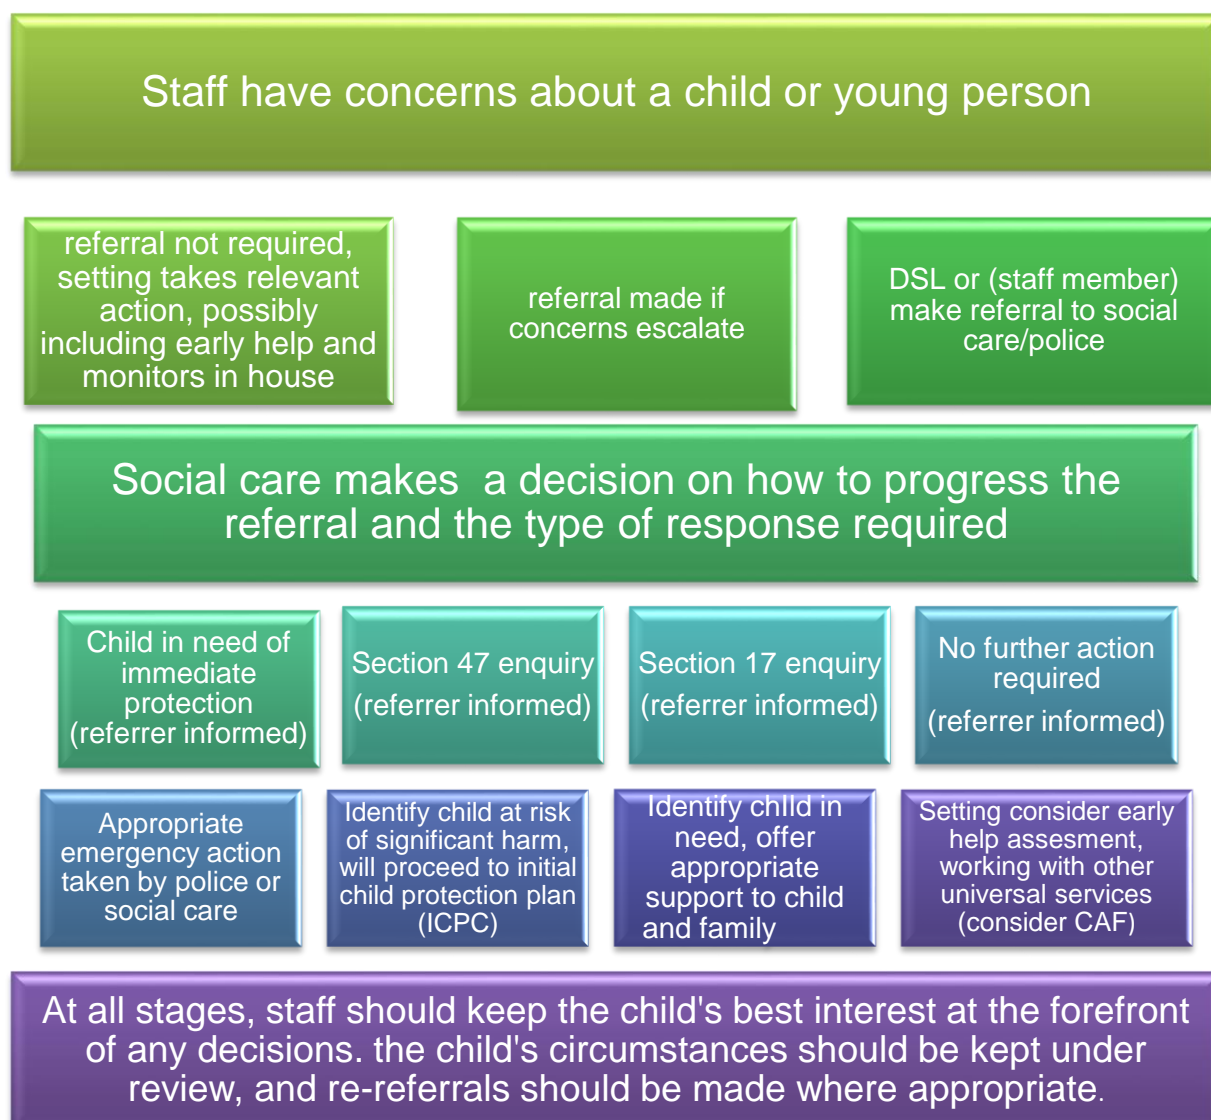 Staff have concerns about a child or young person
referral not required,
setting takes relevant
action, possibly
including early help and
monitors in house
referral made if
concerns escalate
DSL or (staff member)
make referral to social
care/police
Social care makes  a decision on how to progress the
referral and the type of response required
Child in need of
immediate
protection
(referrer informed)
Section 47 enquiry
(referrer informed)
Section 17 enquiry
(referrer informed)
No further action
required
(referrer informed)
Appropriate
emergency action
taken by police or
social care
Identify child at risk
of significant harm,
will proceed to initial
child protection plan
(ICPC)
Identify chIld in
need, offer
appropriate
support to child
and family
Setting consider early
help assesment,
working with other
universal services
(consider CAF)
At all stages, staff should keep the child's best interest at the forefront
of any decisions. the child's circumstances should be kept under
review, and re-referrals should be made where appropriate.